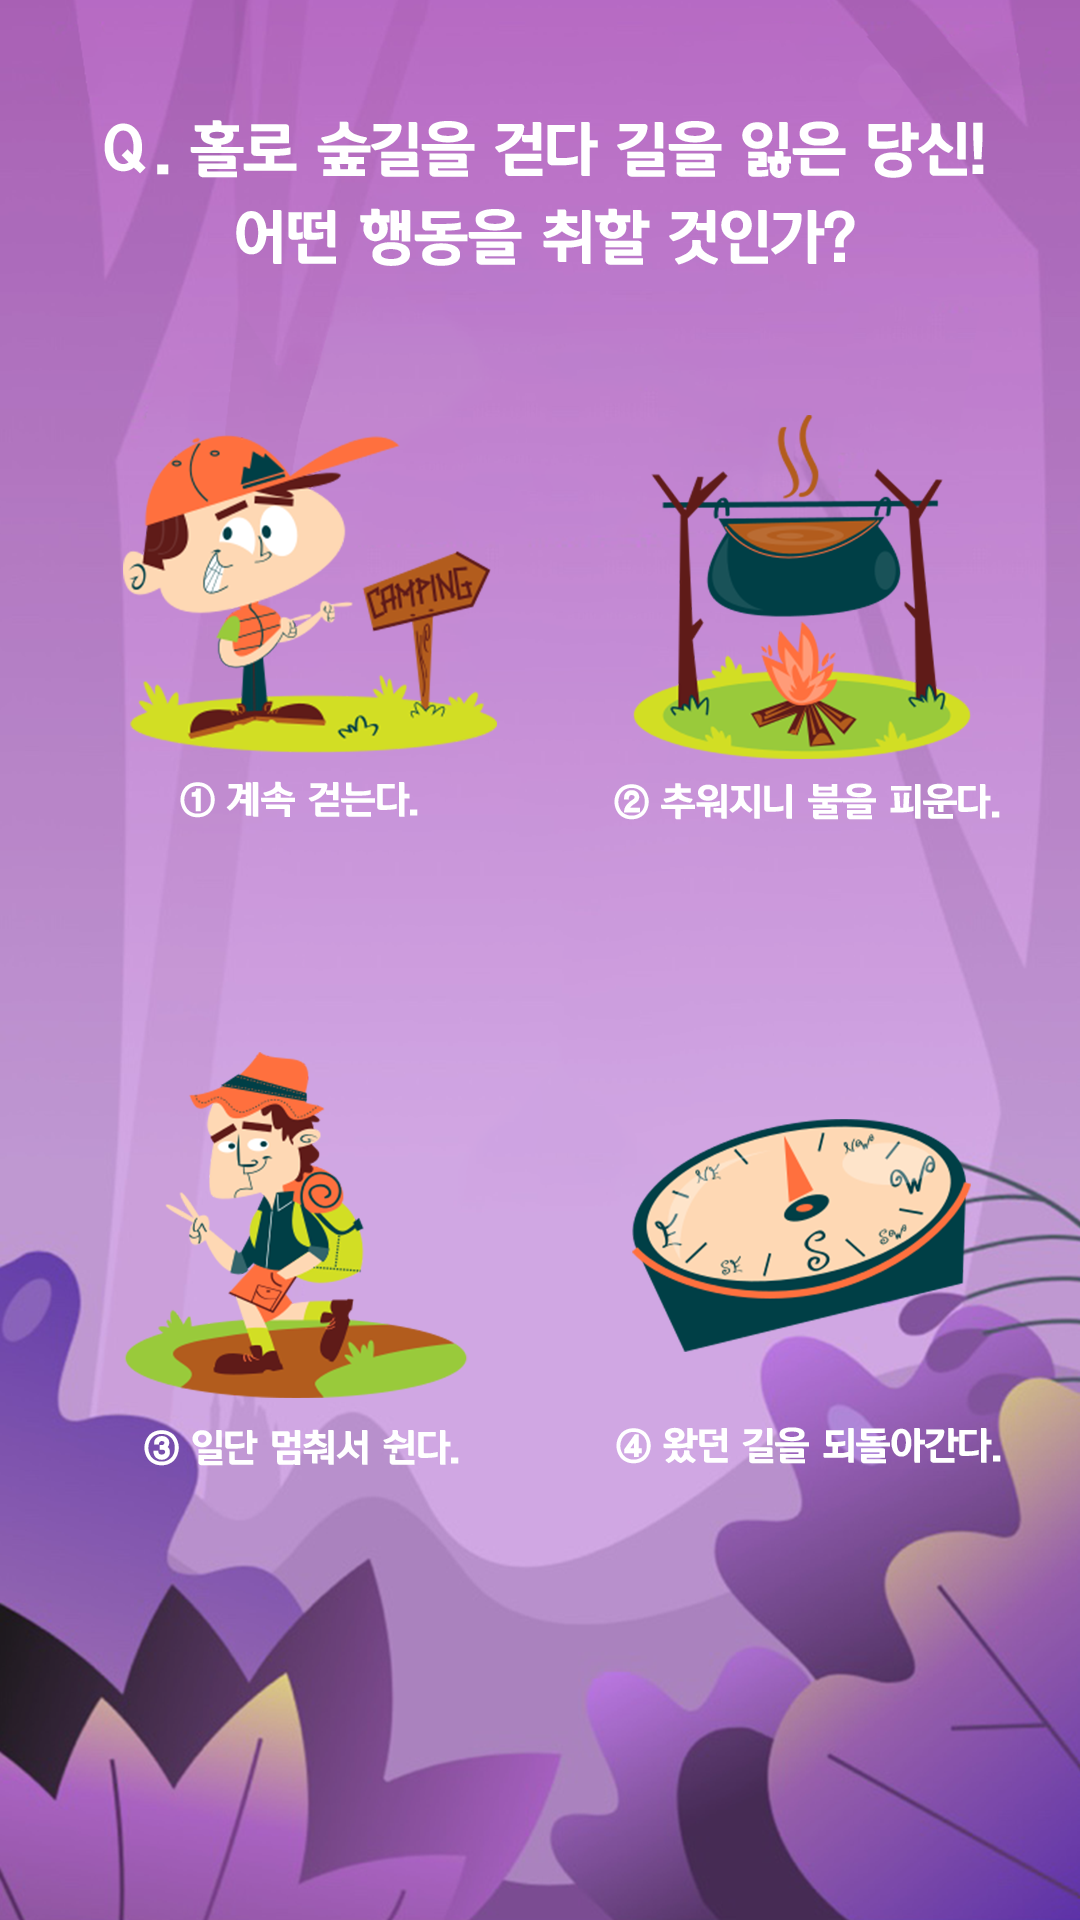 Q. 홀로 숲길을 걷다 길을 잃은 당신!
어떤 행동을 취할 것인가?
CAMPING
① 계속 걷는다.
② 추워지니 불을 피운다.
NW
NE
W
E
SW
S
SE
③ 일단 멈춰서 쉰다.
④ 왔던 길을 되돌아간다.